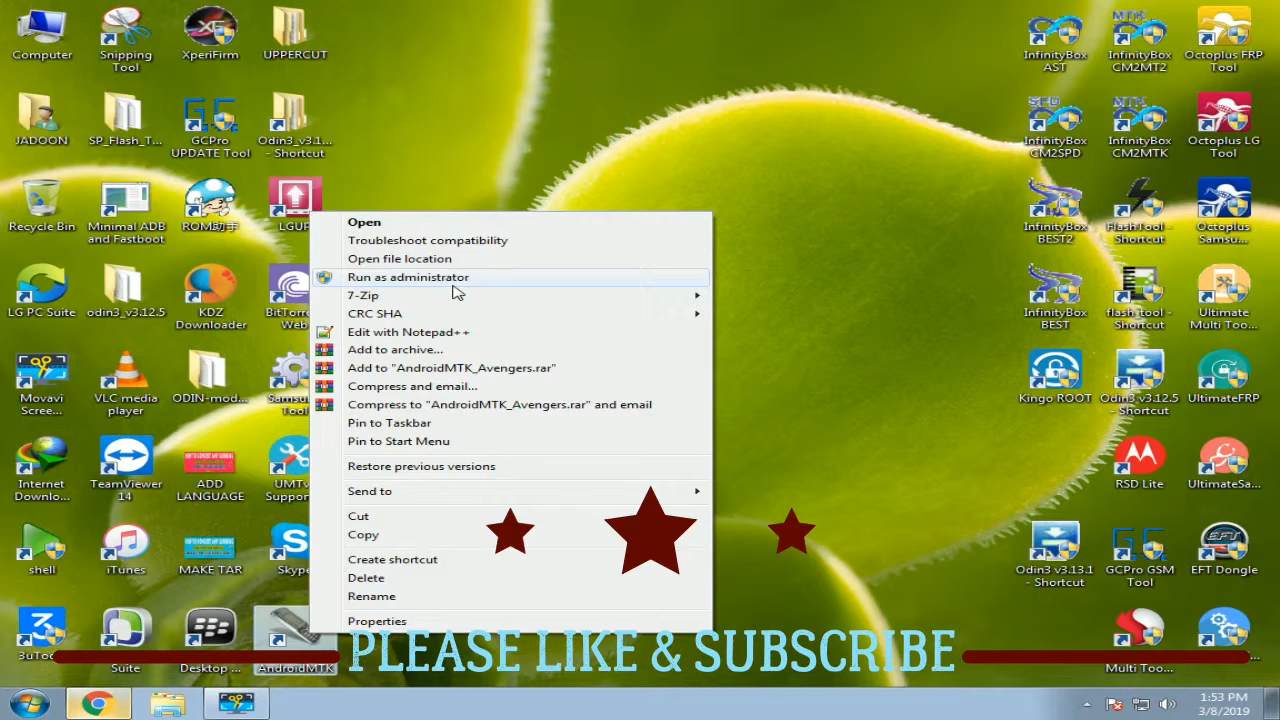 Computer
Snipping
Tool
XperiFirm
UPPERCUT
JADOON
SP_Flash_T...
GCPro
UPDATE Tool
Odin3_v3.1...
- Shortcut
Recycle Bin
Minimal ADB
and Fastboot
ROM助手
LGUP
LG PC Suite
odin3_v3.12.5
KDZ
Downloader
BitTorr
Web
Movavi
Scree...
VLC media
player
ODIN-mod...
Samsu
Tool
Internet
Downlo...
TeamViewer
14
ADD
LANGUAGE
UMTv
Support
shell
iTunes
MAKE TAR
Skype
3uToo
Suite
Desktop ...
AndroidMTK
Open
Troubleshoot compatibility
Open file location
Run as administrator
7-Zip
CRC SHA
Edit with Notepad++
Add to archive...
Add to "AndroidMTK_Avengers.rar"
Compress and email...
Compress to "AndroidMTK_Avengers.rar" and email
Pin to Taskbar
Pin to Start Menu
Restore previous versions
Send to
Cut
Copy
Create shortcut
Delete
Rename
Properties
InfinityBox
AST
MTK
InfinityBox
CM2MT2
Octoplus FRP
Tool
SPD
InfinityBox
CM2SPD
MTK
InfinityBox
CM2MTK
Octoplus LG
Tool
InfinityBox
BEST2
FlashTool -
Shortcut
Octoplus
Samsu...
InfinityBox
BEST
flash tool -
Shortcut
Ultimate
Multi Too...
Kingo ROOT
Odin3 v3.12.5
- Shortcut
UltimateFRP
RSD Lite
UltimateSa...
Odin3 v3.13.1
- Shortcut
GCPro GSM
Tool
EFT Dongle
Multi Too...
PLEASE LIKE & SUBSCRIBE
1:53 PM
3/8/2019